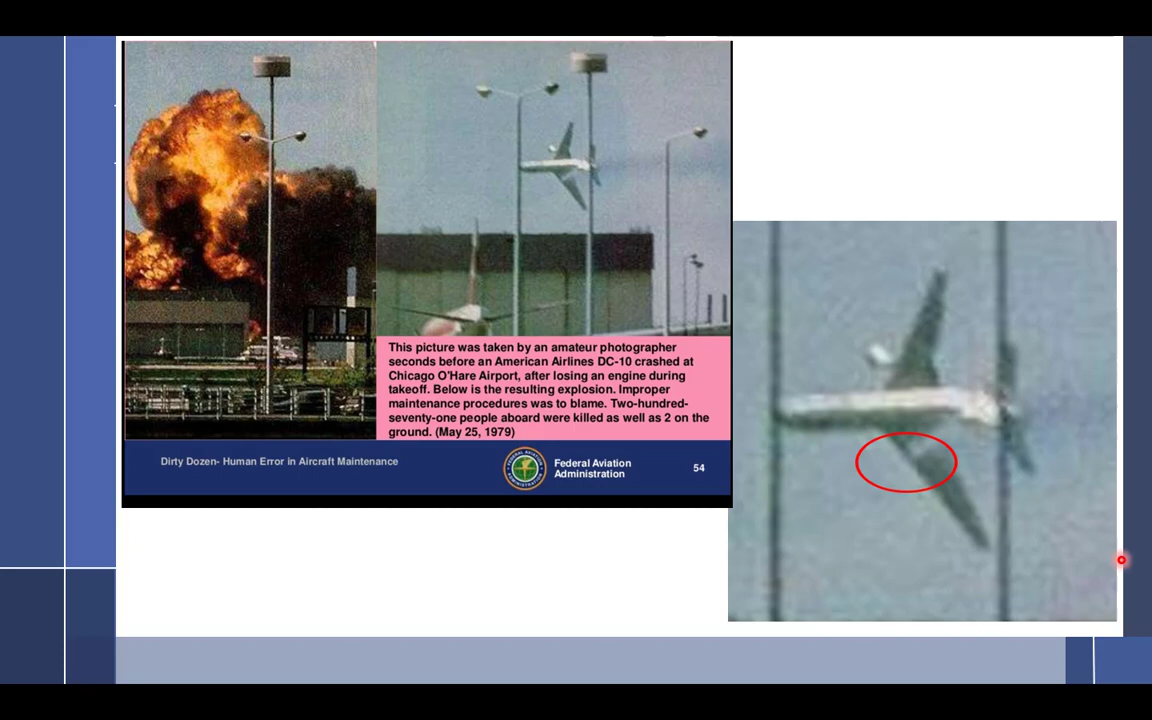 This picture was taken by an amateur photographer
seconds before an American Airlines DC-10 crashed at
Chicago O'Hare Airport, after losing an engine during
takeoff. Below is the resulting explosion. Improper
maintenance procedures was to blame. Two-hundred-
seventy-one people aboard were killed as well as 2 on the
ground. (May 25, 1979)
Dirty Dozen- Human Error in Aircraft Maintenance
FEDERAL AVIATION
ADMINISTRATION
Federal Aviation
Administration
54